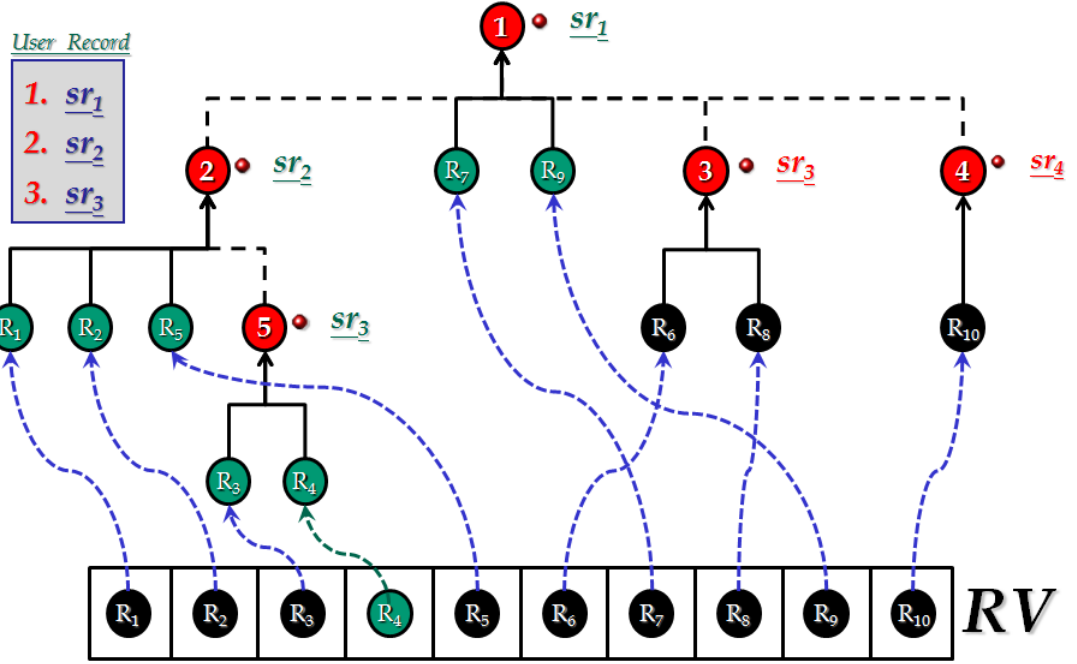 1 sr1
User Record
1. sr1
2. sr2
3. sr3
2 sr2 R7 R9 3 sr3 4 sr4
R1 R2 R5 5 sr3 R6 R8 R10
R3 R4
R1 R2 R3 R4 R5 R6 R7 R8 R9 R10 RV